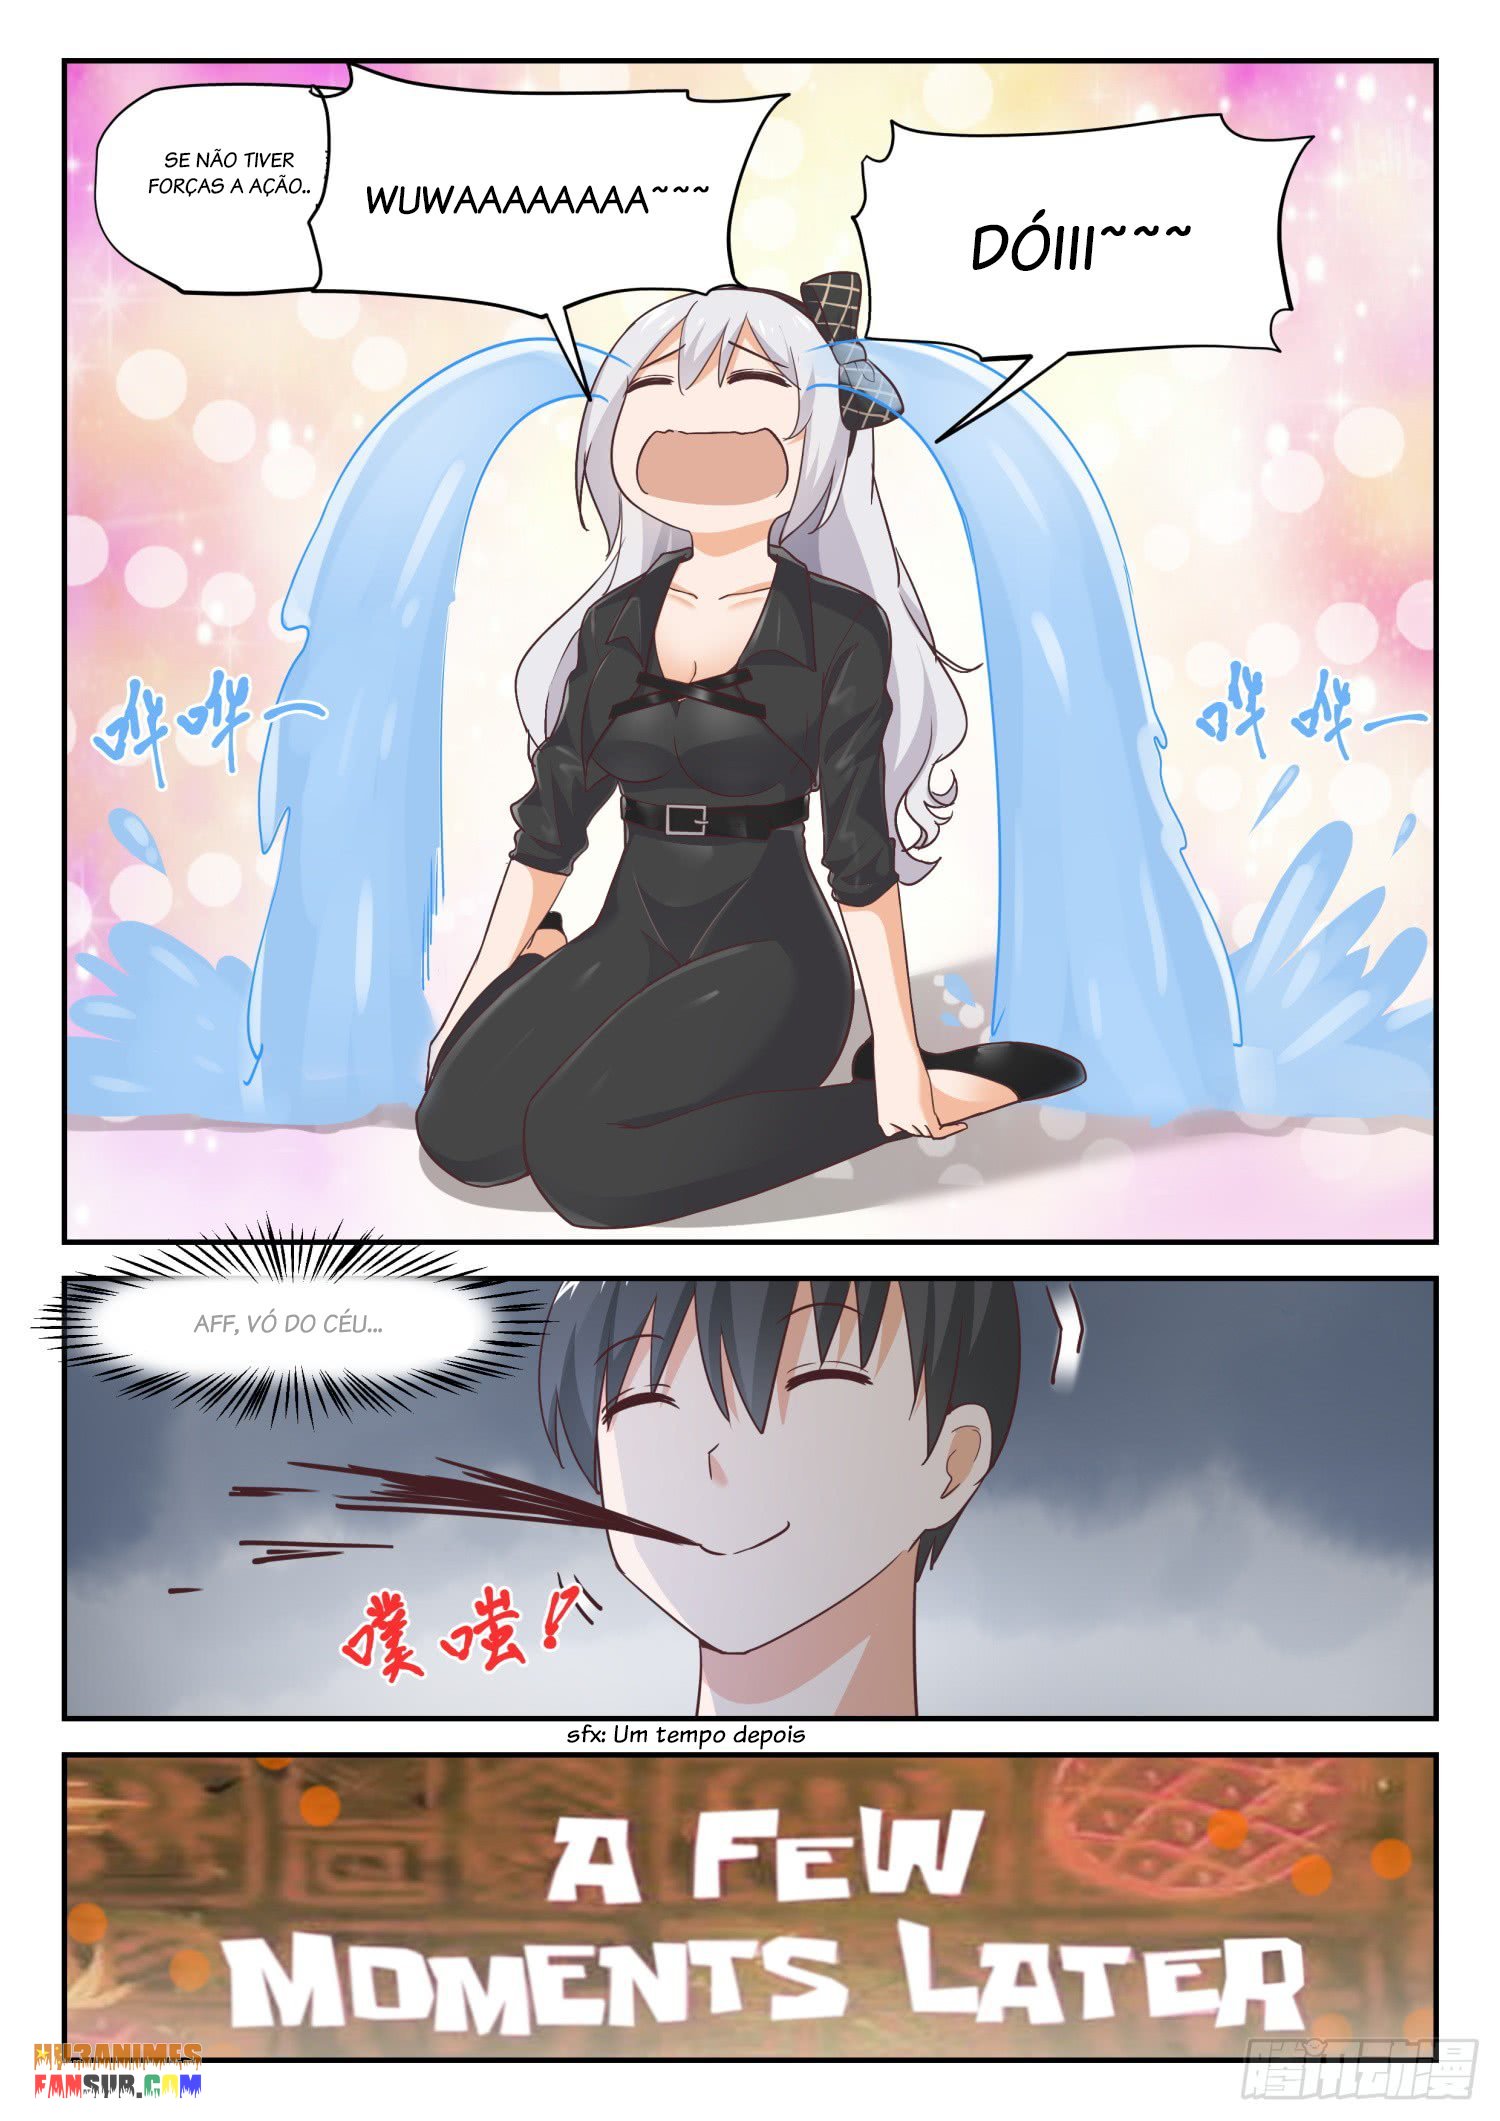 SE NÃO TIVER
FORÇAS A AÇÃO..
WUWAAAAAAAA~~~
DÓIII~~~
哗哗一
哗哗一
AFF, VÓ DO CÉU...
噗嗤!?
sfx: Um tempo depois
A FEW
MOMENTS LATER
HU3ANIMES
FANSUB.COM
腾讯动漫